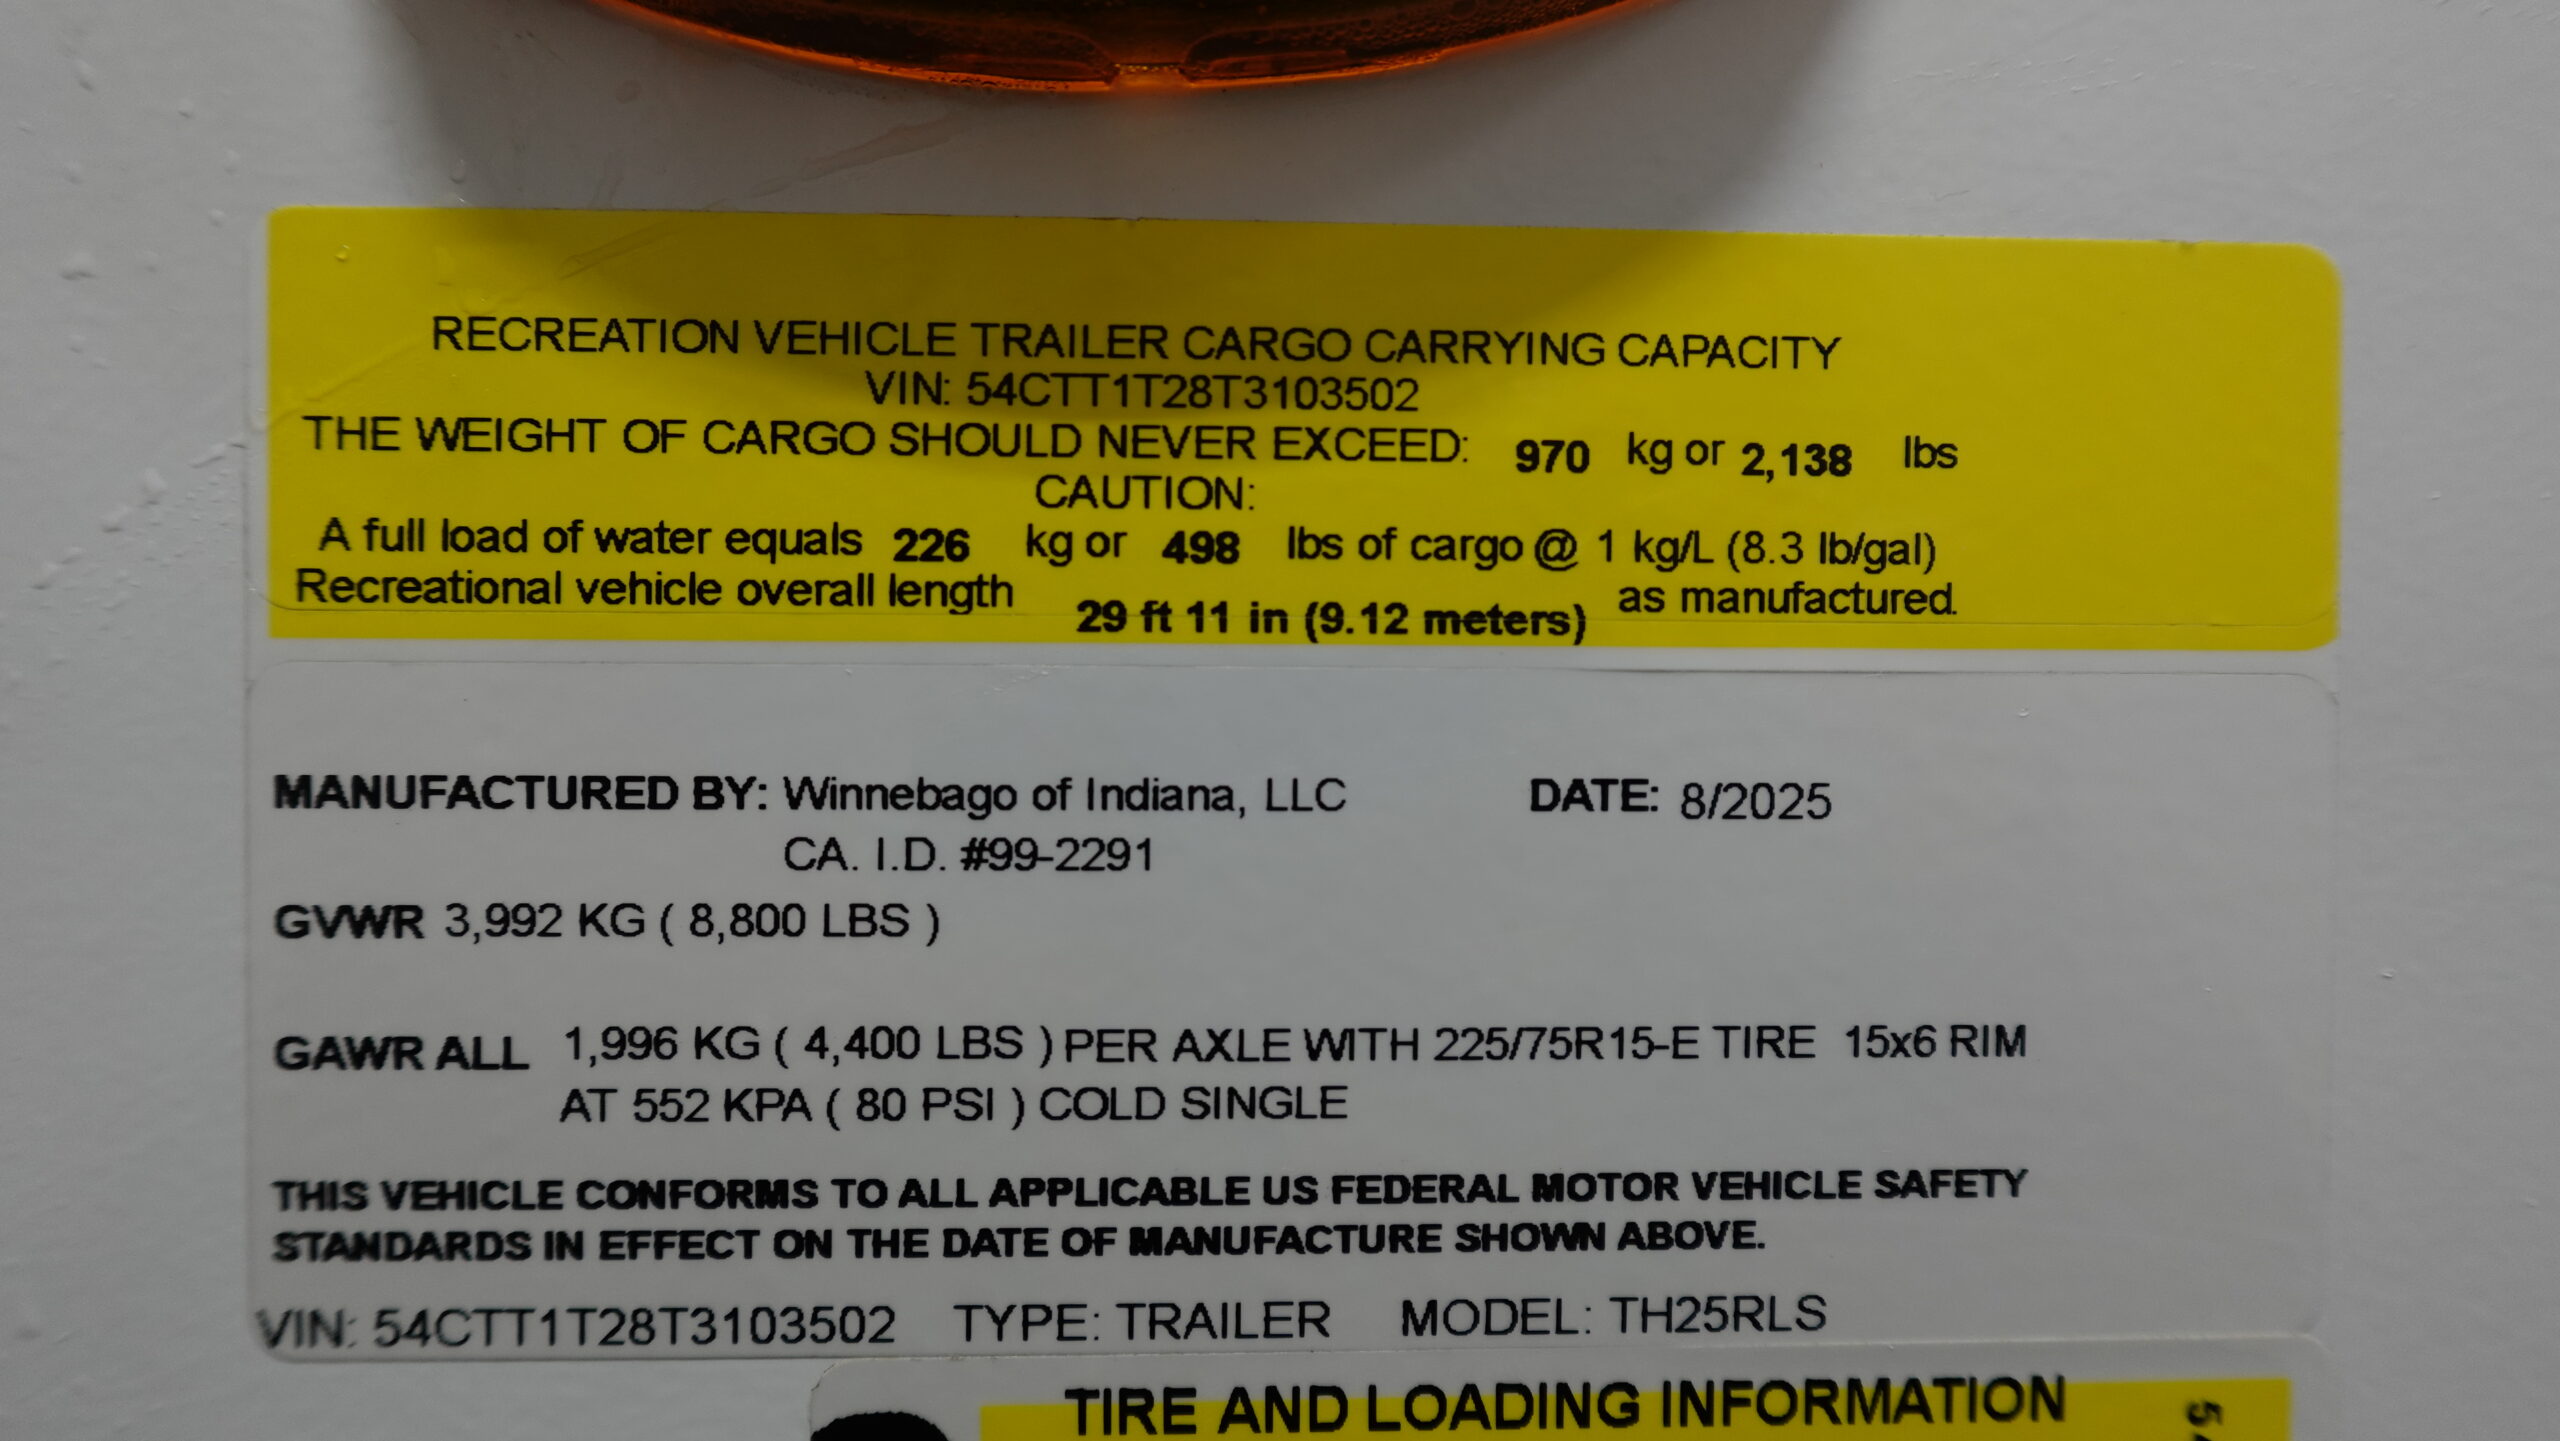 RECREATION VEHICLE TRAILER CARGO CARRYING CAPACITY
VIN: 54CTT1T28T3103502
THE WEIGHT OF CARGO SHOULD NEVER EXCEED: 970 kg or 2,138 lbs
CAUTION:
A full load of water equals 226 kg or 498 lbs of cargo @ 1 kg/L (8.3 lb/gal)
Recreational vehicle overall length 29 ft 11 in (9.12 meters) as manufactured.
MANUFACTURED BY: Winnebago of Indiana, LLC DATE: 8/2025
CA. I.D. #99-2291
GVWR 3,992 KG ( 8,800 LBS )
GAWR ALL 1,996 KG ( 4,400 LBS ) PER AXLE WITH 225/75R15-E TIRE 15x6 RIM
AT 552 KPA ( 80 PSI ) COLD SINGLE
THIS VEHICLE CONFORMS TO ALL APPLICABLE US FEDERAL MOTOR VEHICLE SAFETY
STANDARDS IN EFFECT ON THE DATE OF MANUFACTURE SHOWN ABOVE.
VIN: 54CTT1T28T3103502 TYPE: TRAILER MODEL: TH25RLS
TIRE AND LOADING INFORMATION